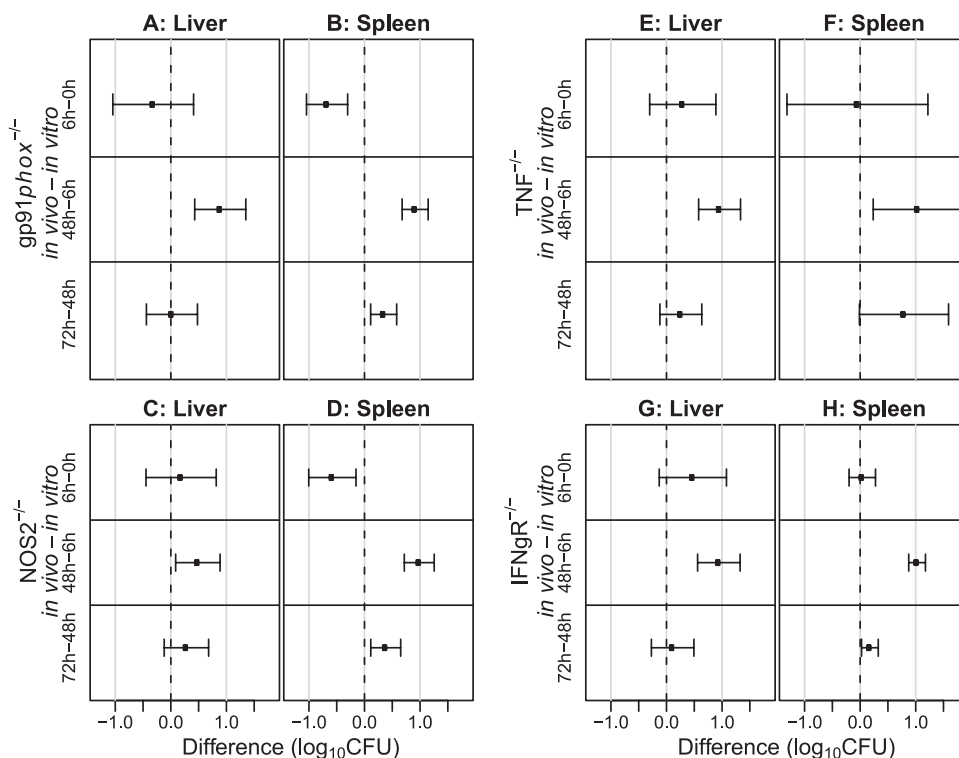 A: Liver
B: Spleen
gp91phox−/−
in vivo – in vitro
6h−0h
48h−6h
72h−48h
C: Liver
D: Spleen
NOS2−/−
in vivo – in vitro
6h−0h
48h−6h
72h−48h
−1.0 0.0 1.0
−1.0 0.0 1.0
Difference (log10CFU)
E: Liver
F: Spleen
TNF−/−
in vivo – in vitro
6h−0h
48h−6h
72h−48h
G: Liver
H: Spleen
IFNgR−/−
in vivo – in vitro
6h−0h
48h−6h
72h−48h
−1.0 0.0 1.0
−1.0 0.0 1.0
Difference (log10CFU)